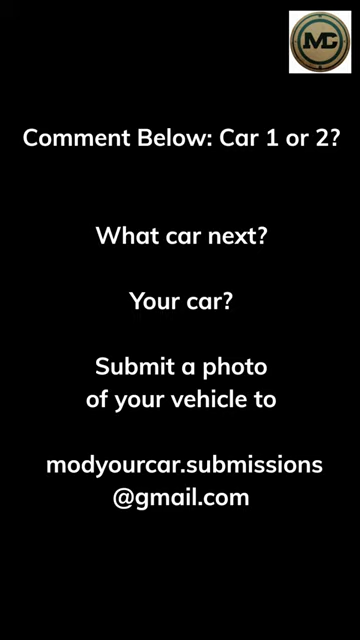 MC
Comment Below: Car 1 or 2?
What car next?
Your car?
Submit a photo
of your vehicle to
modyourcar.submissions
@gmail.com